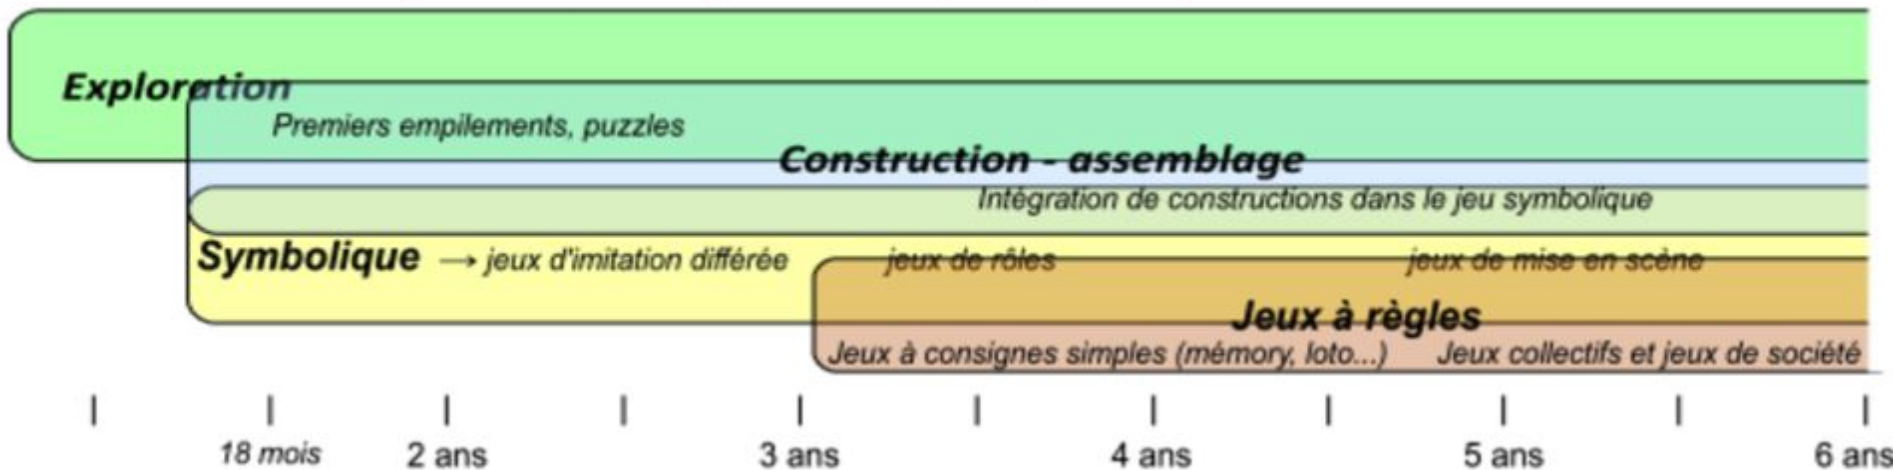 Exploration
Premiers empilements, puzzles
Construction - assemblage
Intégration de constructions dans le jeu symbolique
Symbolique → jeux d'imitation différée jeux de rôles jeux de mise en scène
Jeux à règles
Jeux à consignes simples (mémory, loto...) Jeux collectifs et jeux de société
18 mois 2 ans 3 ans 4 ans 5 ans 6 ans